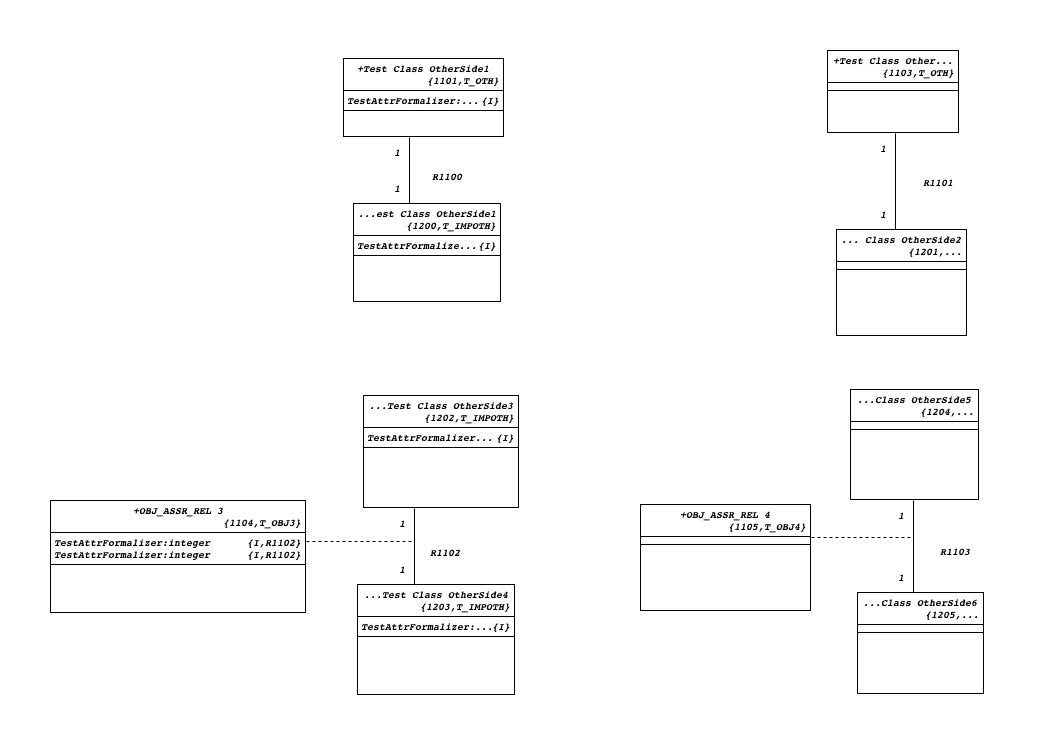 +Test Class OtherSide1
{1101,T_OTH}
TestAttrFormalizer:... {I}
1
R1100
1
...est Class OtherSide1
{1200,T_IMPOTH}
TestAttrFormalize... {I}
+Test Class Other...
{1103,T_OTH}
1
R1101
1
... Class OtherSide2
{1201,...
...Test Class OtherSide3
{1202,T_IMPOTH}
TestAttrFormalizer... {I}
+OBJ_ASSR_REL 3
{1104,T_OBJ3}
TestAttrFormalizer:integer {I,R1102}
TestAttrFormalizer:integer {I,R1102}
1
R1102
1
...Test Class OtherSide4
{1203,T_IMPOTH}
TestAttrFormalizer:...{I}
...Class OtherSide5
{1204,...
+OBJ_ASSR_REL 4
{1105,T_OBJ4}
1
R1103
1
...Class OtherSide6
{1205,...